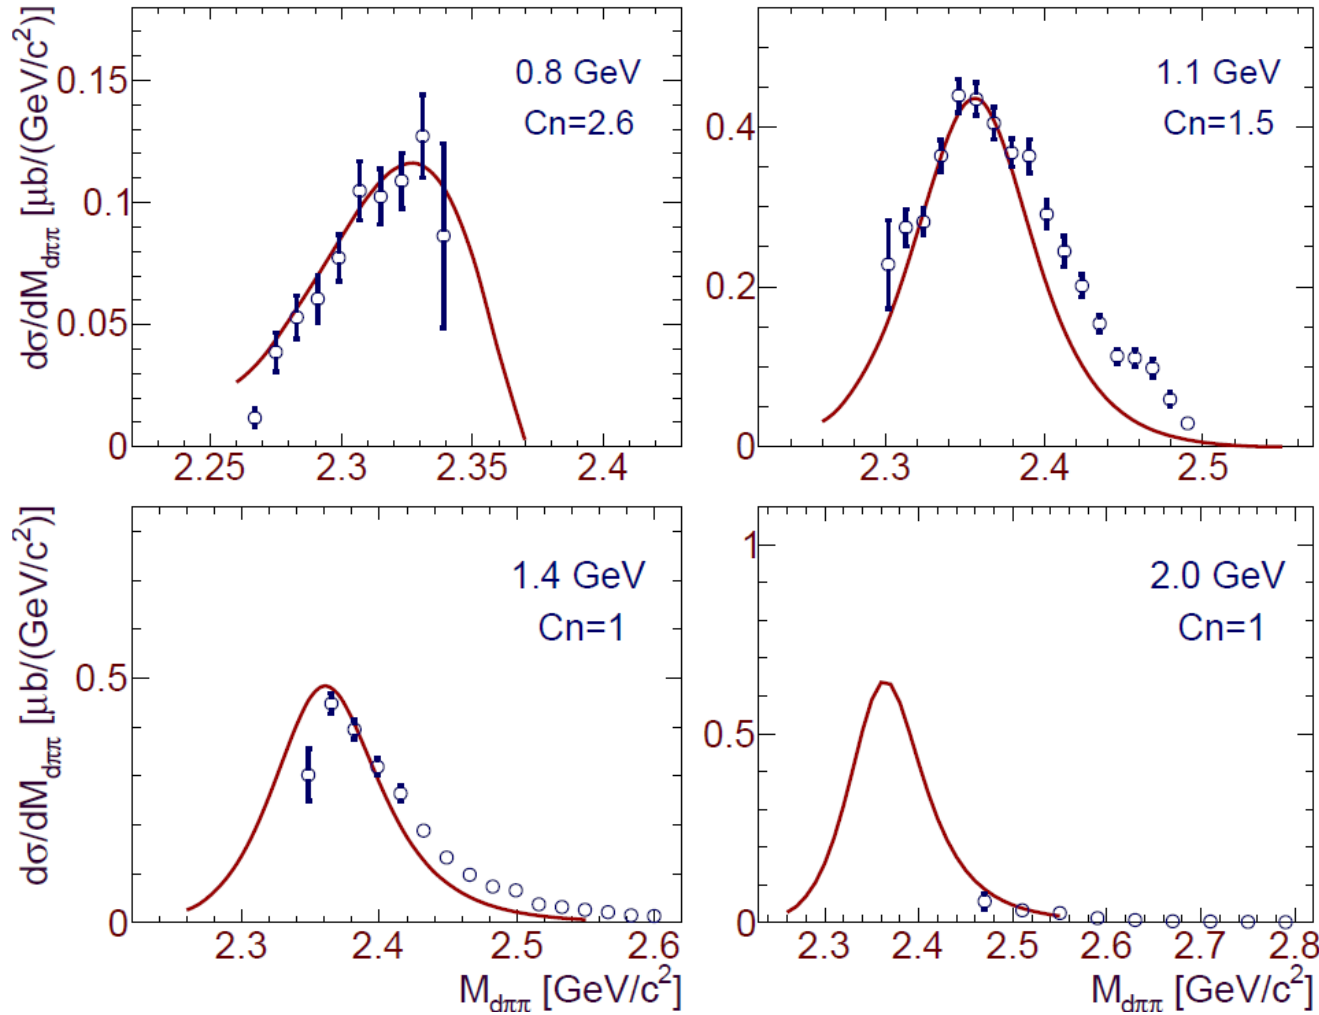 dσ/dM_dππ [μb/(GeV/c²)]
0.15
0.1
0.05
0
0.8 GeV
Cn=2.6
2.25 2.3 2.35 2.4
0.4
0.2
0
1.1 GeV
Cn=1.5
2.3 2.4 2.5
dσ/dM_dππ [μb/(GeV/c²)]
0.5
0
1.4 GeV
Cn=1
2.3 2.4 2.5 2.6
M_dππ [GeV/c²]
1
0.5
0
2.0 GeV
Cn=1
2.3 2.4 2.5 2.6 2.7 2.8
M_dππ [GeV/c²]